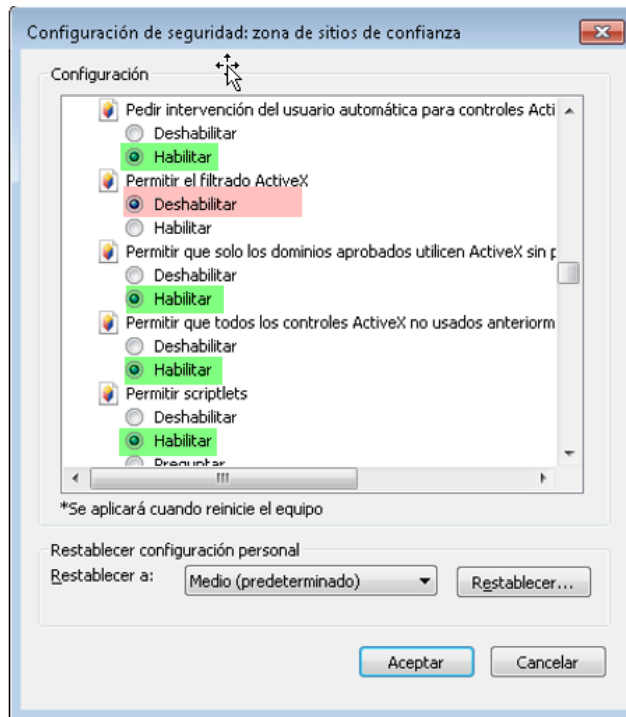 Configuración de seguridad: zona de sitios de confianza
Configuración
Pedir intervención del usuario automática para controles Acti
Deshabilitar
Habilitar
Permitir el filtrado ActiveX
Deshabilitar
Habilitar
Permitir que solo los dominios aprobados utilicen ActiveX sin p
Deshabilitar
Habilitar
Permitir que todos los controles ActiveX no usados anteriorm
Deshabilitar
Habilitar
Permitir scriptlets
Deshabilitar
Habilitar
Preguntar
*Se aplicará cuando reinicie el equipo
Restablecer configuración personal
Restablecer a: Medio (predeterminado) Restablecer...
Aceptar Cancelar